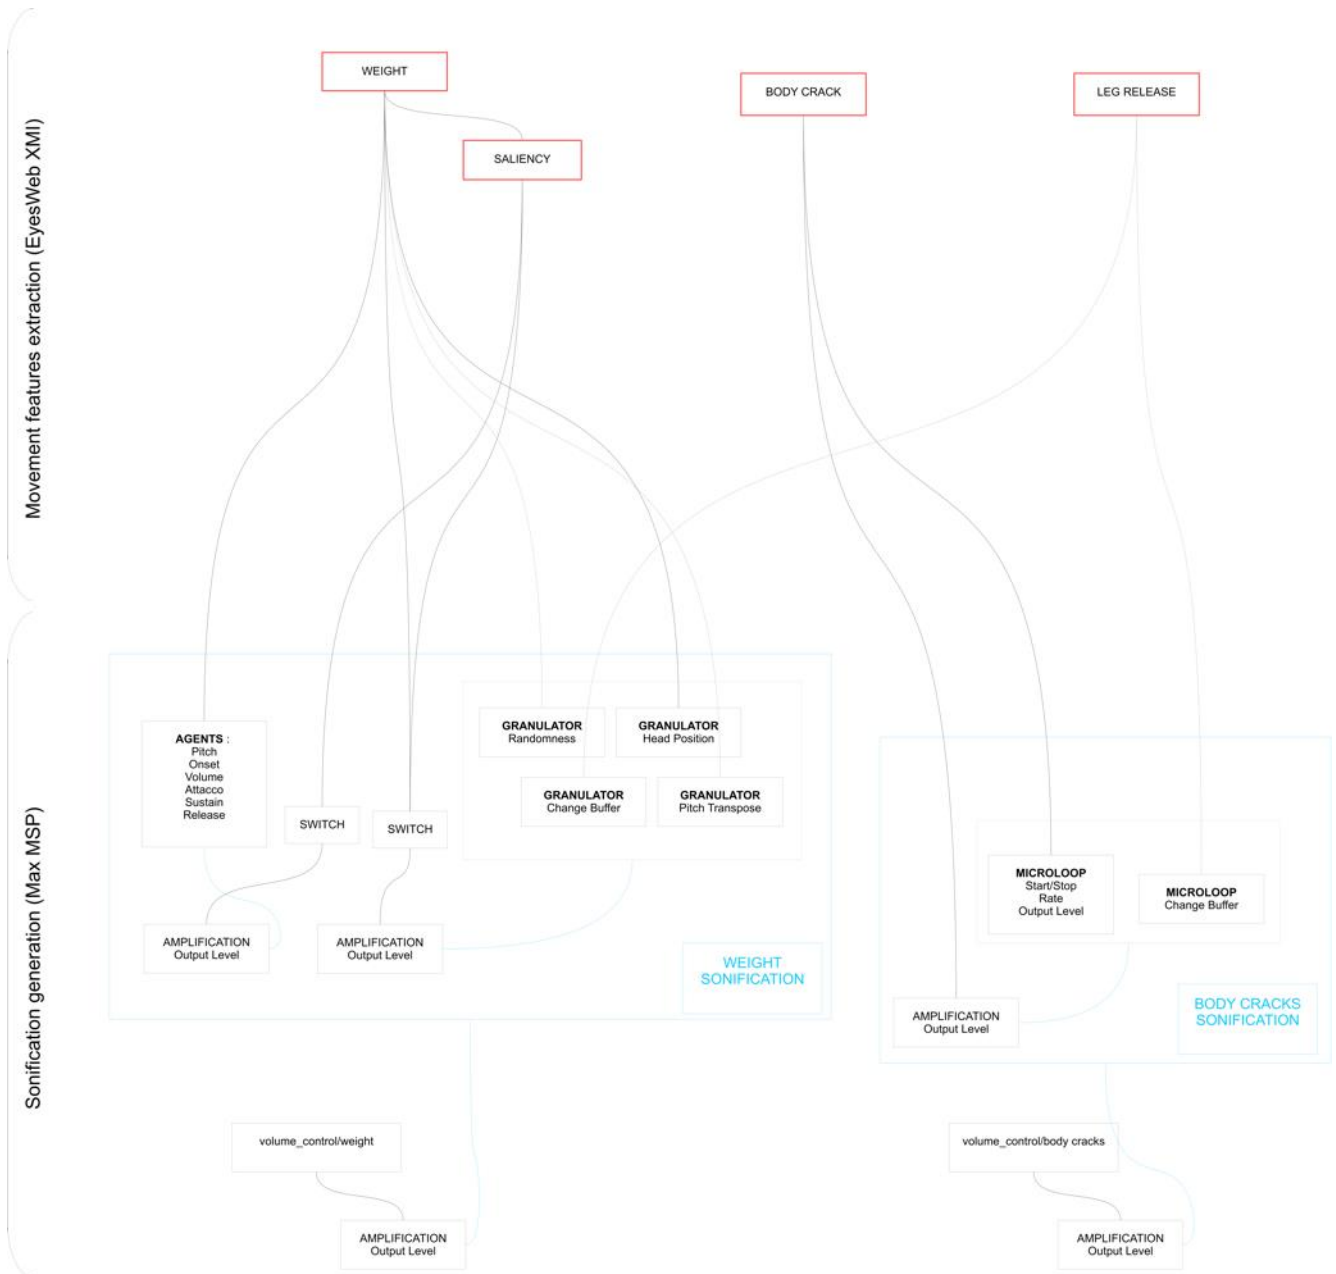 Movement features extraction (EyesWeb XMI)
WEIGHT
BODY CRACK
LEG RELEASE
SALIENCY
Sonification generation (Max MSP)
AGENTS :
Pitch
Onset
Volume
Attacco
Sustain
Release
SWITCH
SWITCH
GRANULATOR
Randomness
GRANULATOR
Head Position
GRANULATOR
Change Buffer
GRANULATOR
Pitch Transpose
AMPLIFICATION
Output Level
AMPLIFICATION
Output Level
WEIGHT
SONIFICATION
MICROLOOP
Start/Stop
Rate
Output Level
MICROLOOP
Change Buffer
AMPLIFICATION
Output Level
BODY CRACKS
SONIFICATION
volume_control/weight
AMPLIFICATION
Output Level
volume_control/body cracks
AMPLIFICATION
Output Level